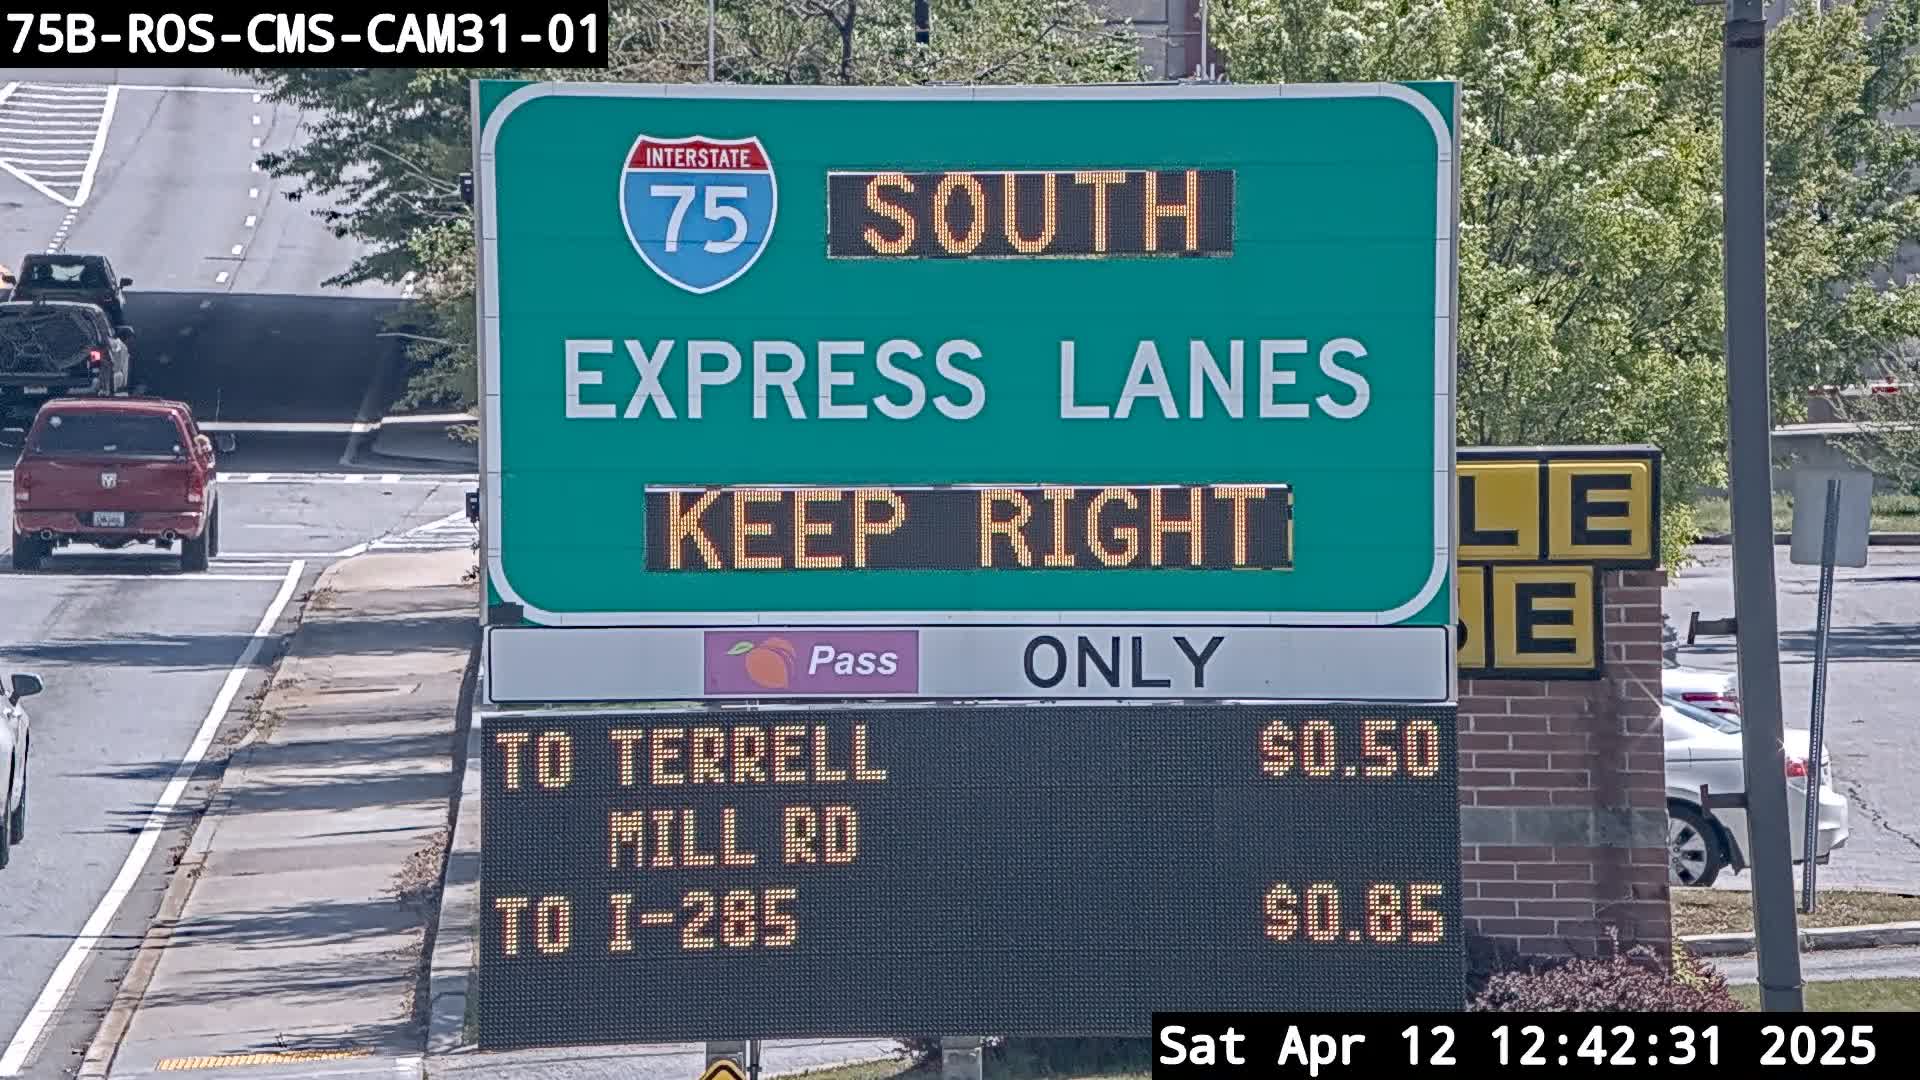 75B-ROS-CMS-CAM31-01
INTERSTATE
75
SOUTH
EXPRESS LANES
KEEP RIGHT
LE
E
Pass ONLY
TO TERRELL $0.50
MILL RD
TO I-285 $0.85
Sat Apr 12 12:42:31 2025